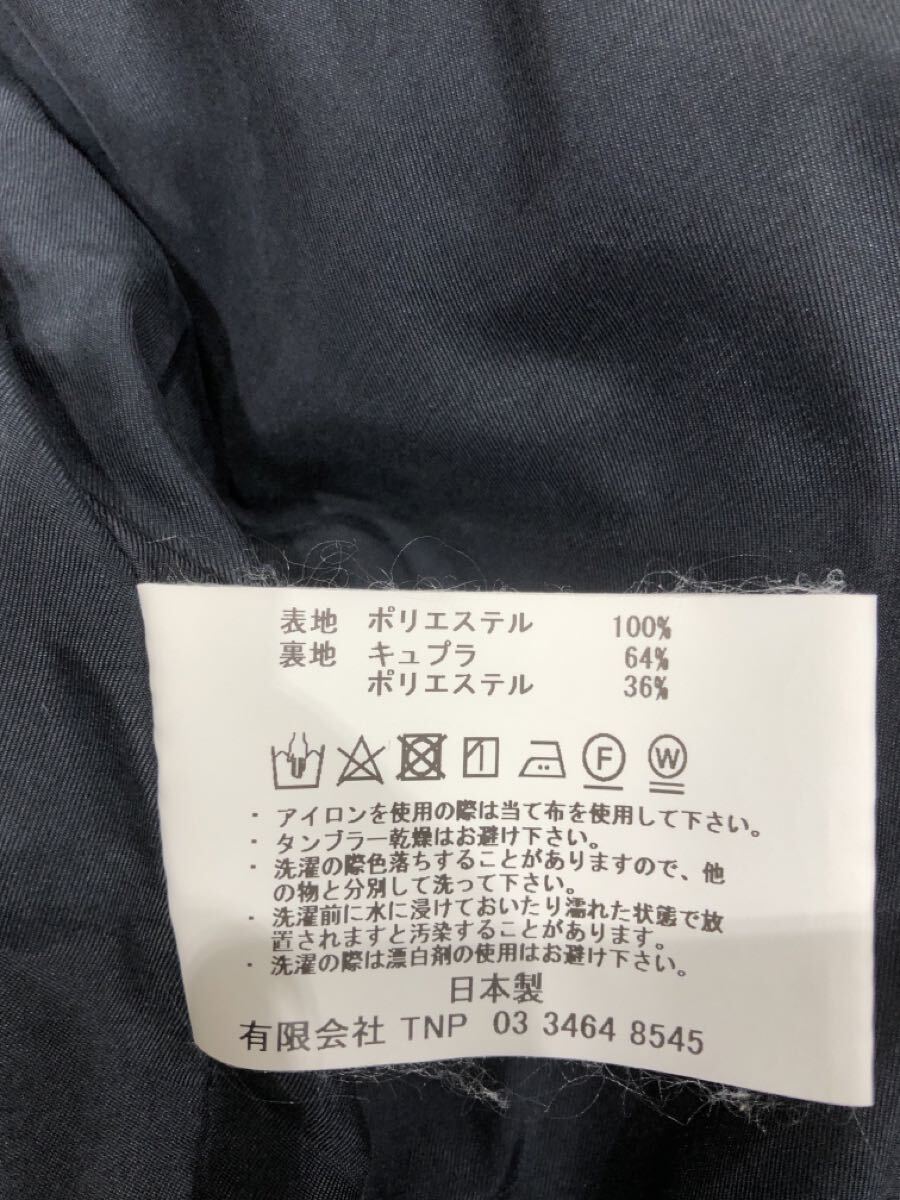 表地 ポリエステル 100%
裏地 キュプラ 64%
ポリエステル 36%
F W
・アイロンを使用の際は当て布を使用して下さい。
・タンブラー乾燥はお避け下さい。
・洗濯の際色落ちすることがありますので、他
の物と分別して洗って下さい。
・洗濯前に水に浸けておいたり濡れた状態で放
置されますと汚染することがあります。
・洗濯の際は漂白剤の使用はお避け下さい。
日本製
有限会社 TNP 03 3464 8545